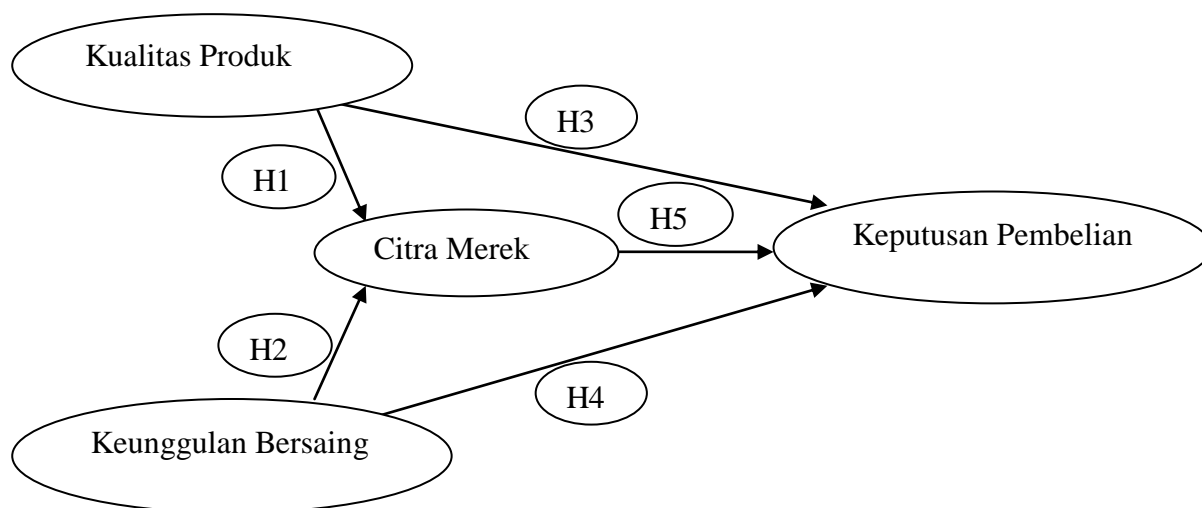 Kualitas Produk
H3
H1
H5
Citra Merek
Keputusan Pembelian
H2
H4
Keunggulan Bersaing